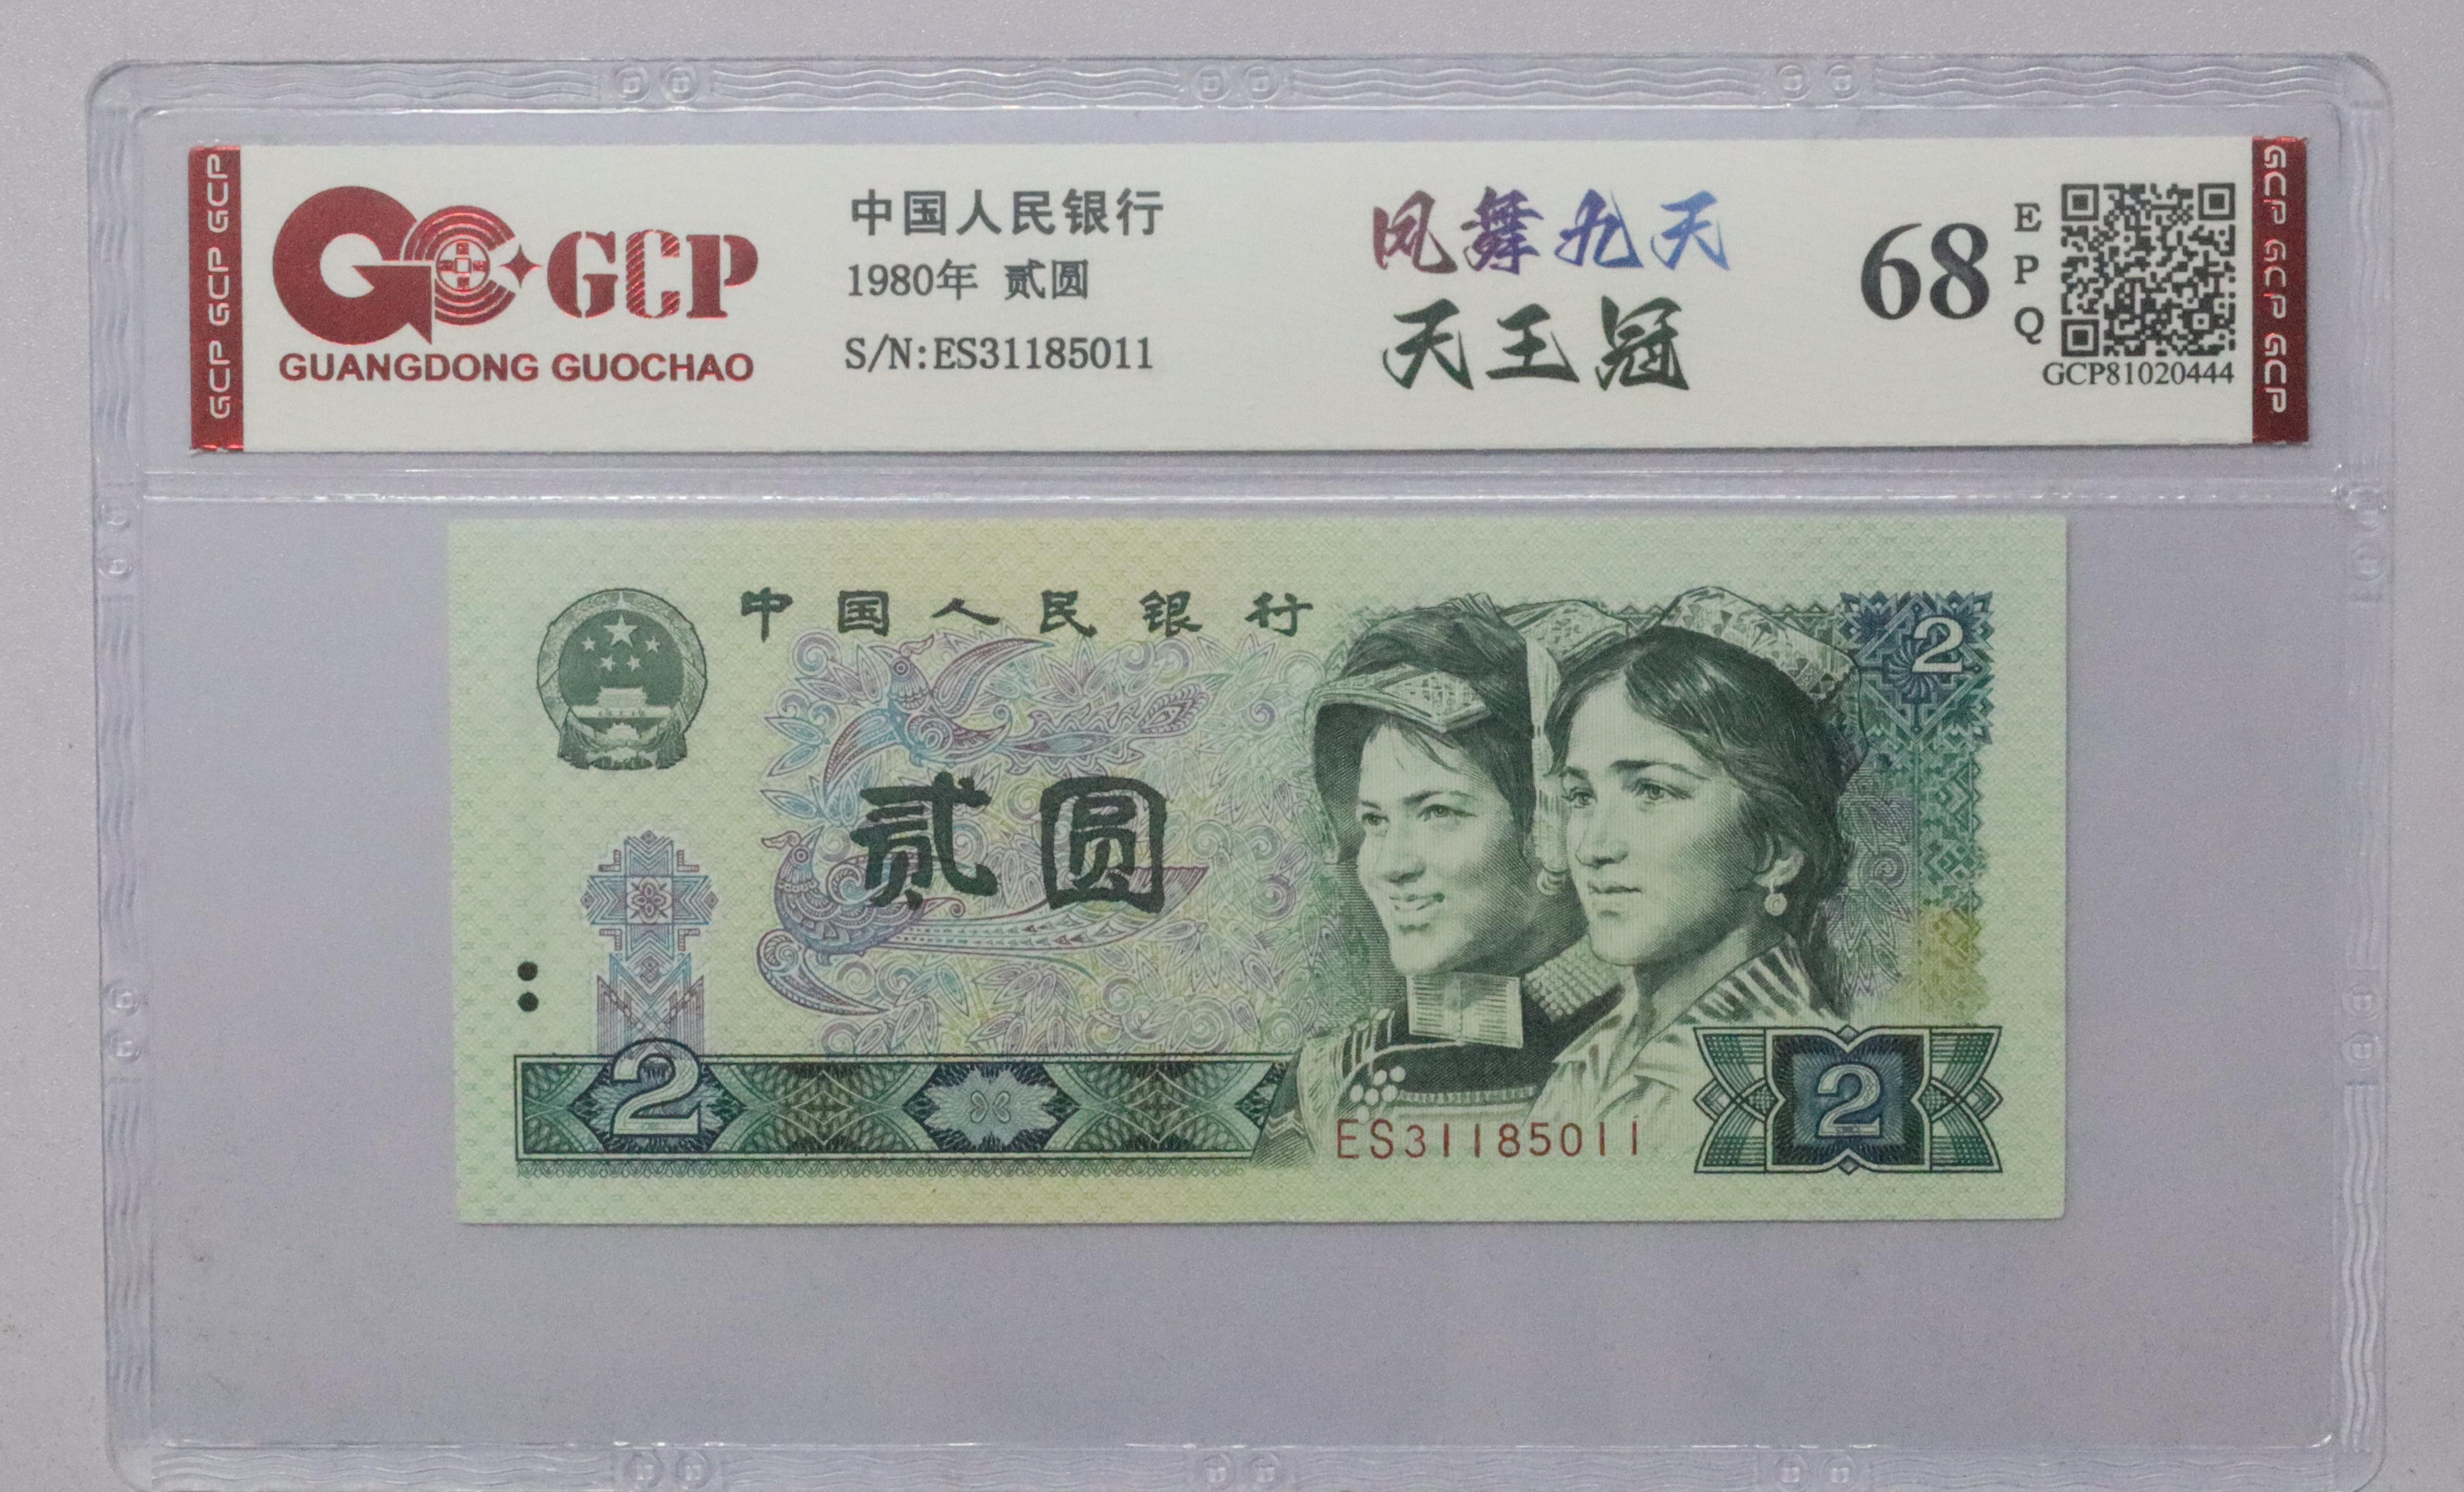 GCP GCP GCP
GCP
GUANGDONG GUOCHAO
中国人民银行
1980年 贰圆
S/N:ES31185011
凤舞九天
天王冠
68
E
P
Q
GCP81020444
GCP GCP GCP
中国人民银行
2
贰圆
2
ES31185011
2